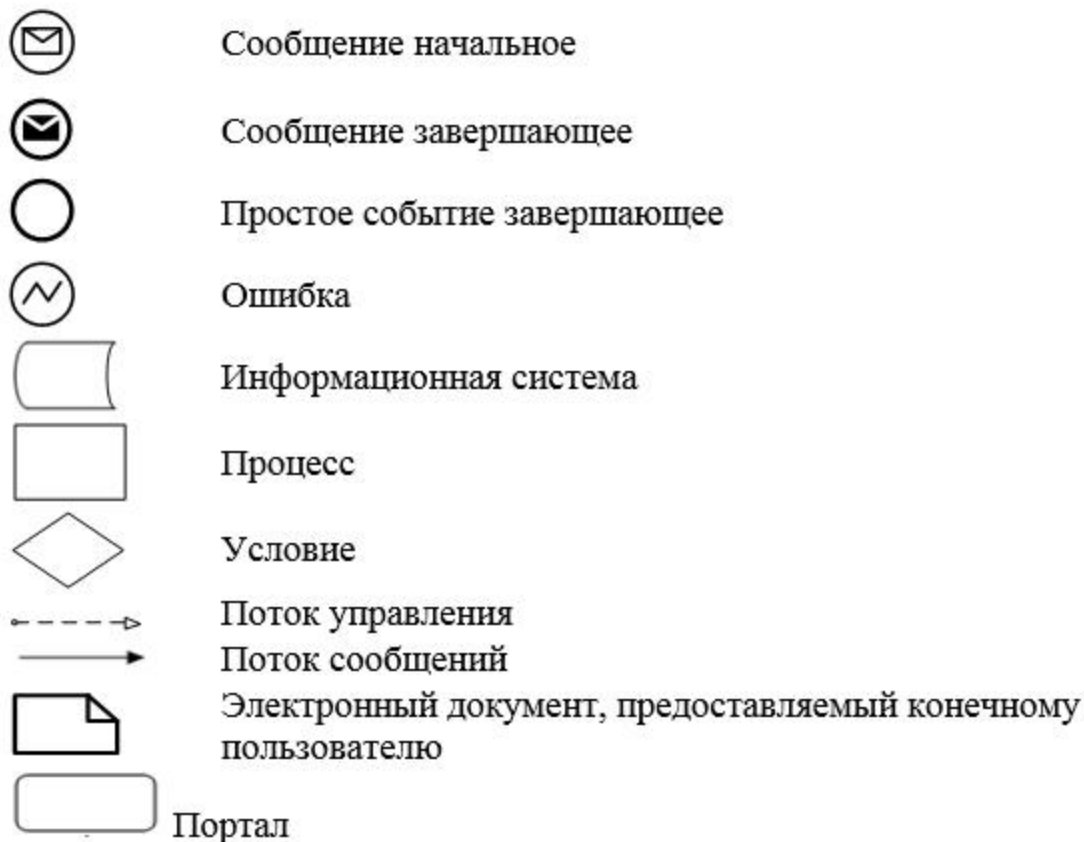 Сообщение начальное
Сообщение завершающее
Простое событие завершающее
Ошибка
Информационная система
Процесс
Условие
Поток управления
Поток сообщений
Электронный документ, предоставляемый конечному
пользователю
Портал